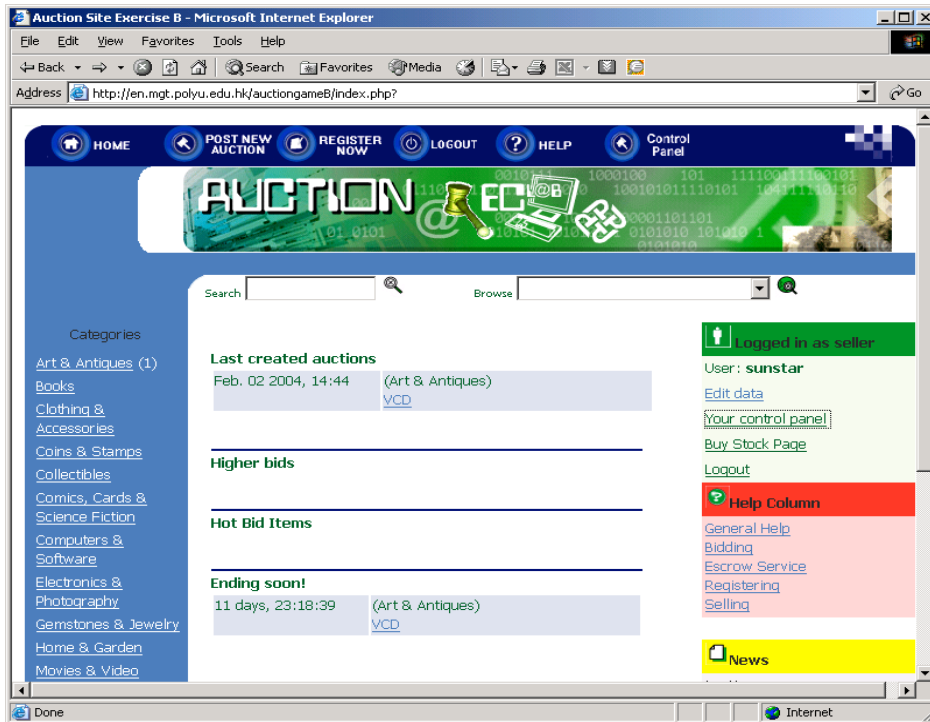 Auction Site Exercise B - Microsoft Internet Explorer
File Edit View Favorites Tools Help
Back Search Favorites Media
Address http://en.mgt.polyu.edu.hk/auctiongameB/index.php? Go
HOME POST NEW AUCTION REGISTER NOW LOGOUT HELP Control Panel
AUCTION EC
Search Browse
Categories
Art & Antiques (1)
Books
Clothing &
Accessories
Coins & Stamps
Collectibles
Comics, Cards &
Science Fiction
Computers &
Software
Electronics &
Photography
Gemstones & Jewelry
Home & Garden
Movies & Video
Last created auctions
Feb. 02 2004, 14:44 (Art & Antiques)
VCD
Higher bids
Hot Bid Items
Ending soon!
11 days, 23:18:39 (Art & Antiques)
VCD
Logged in as seller
User: sunstar
Edit data
Your control panel
Buy Stock Page
Logout
Help Column
General Help
Bidding
Escrow Service
Registering
Selling
News
Done Internet